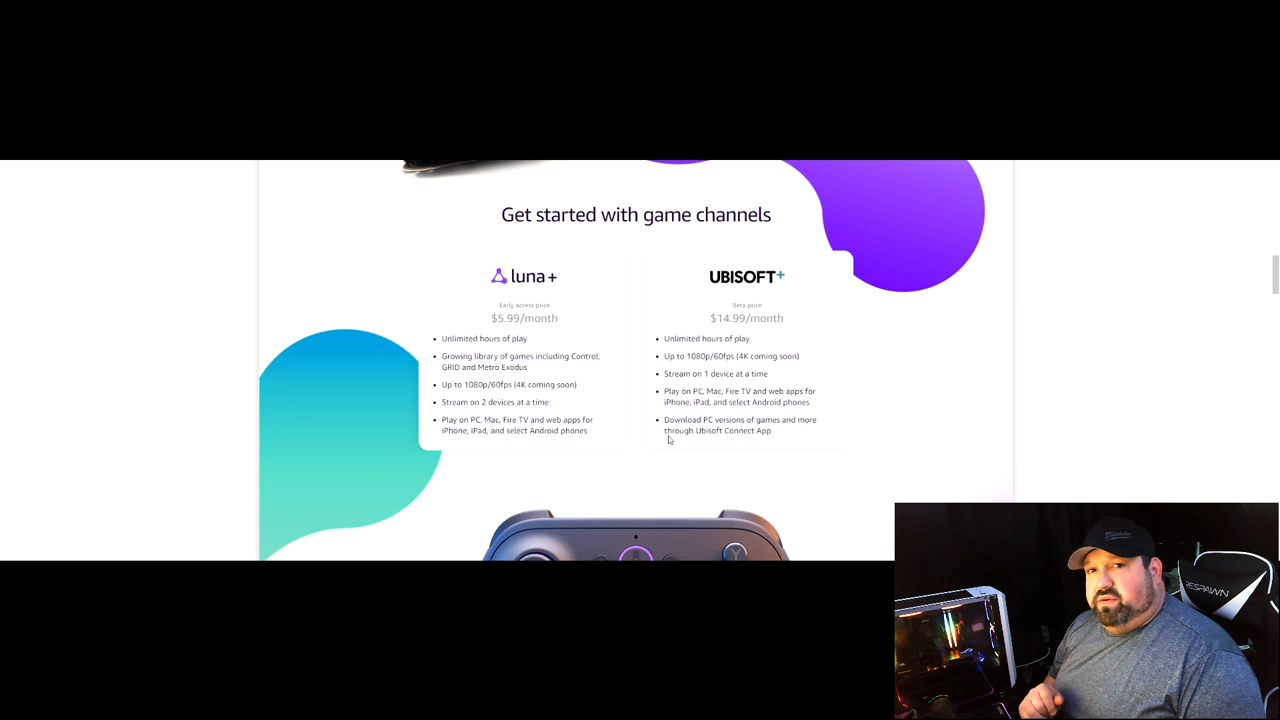 Get started with game channels
luna+
Early access price
$5.99/month
Unlimited hours of play
Growing library of games including Control,
GRID and Metro Exodus
Up to 1080p/60fps (4K coming soon)
Stream on 2 devices at a time
Play on PC, Mac, Fire TV and web apps for
iPhone, iPad, and select Android phones
UBISOFT+
Beta price
$14.99/month
Unlimited hours of play
Up to 1080p/60fps (4K coming soon)
Stream on 1 device at a time
Play on PC, Mac, Fire TV and web apps for
iPhone, iPad, and select Android phones
Download PC versions of games and more
through Ubisoft Connect App
Y
Milwaukee
RESPAWN